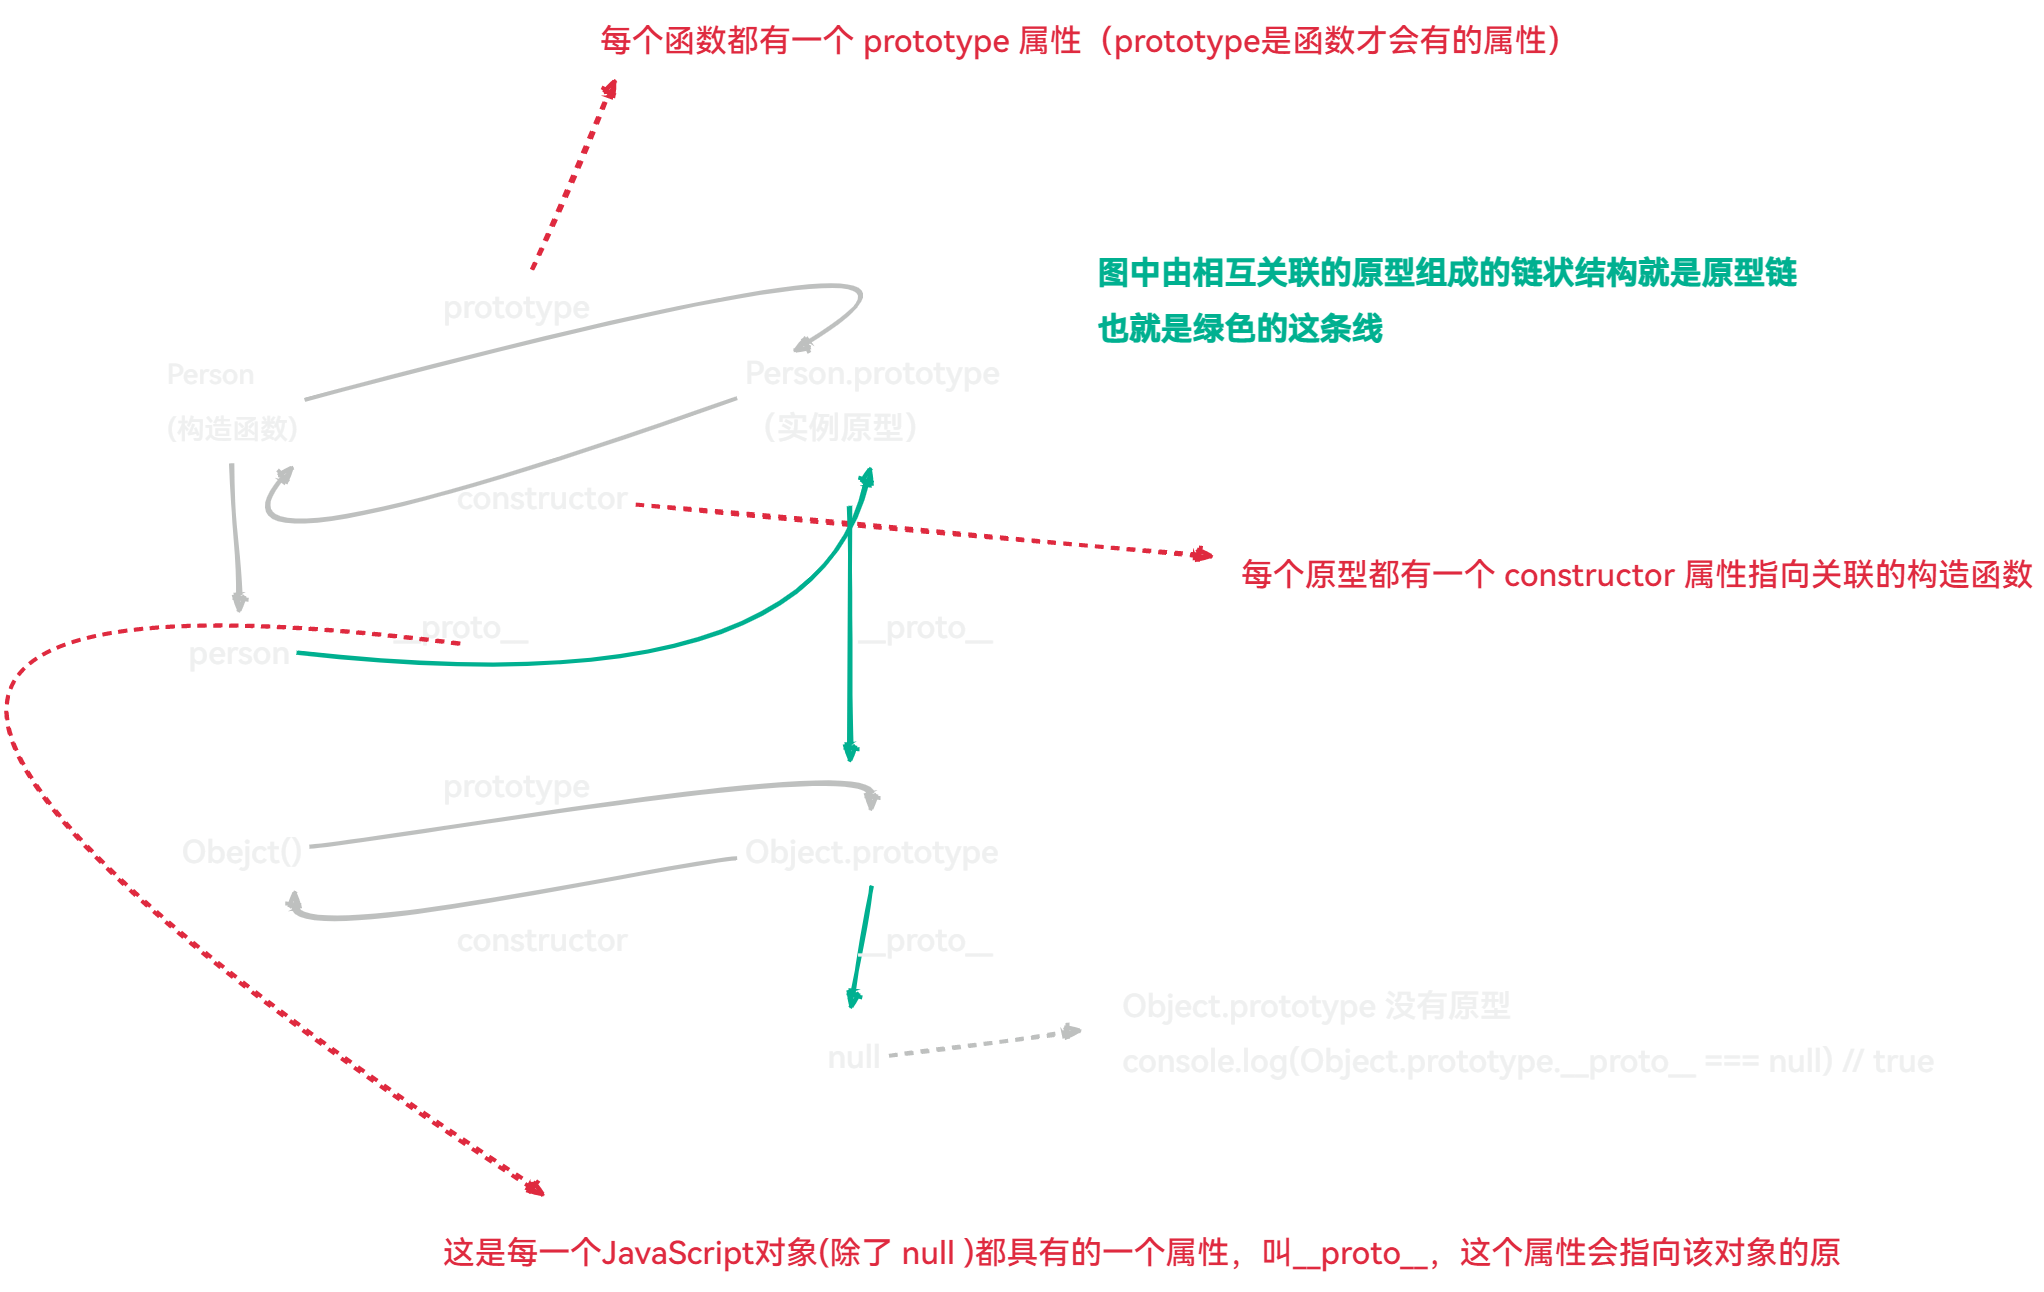 每个函数都有一个 prototype 属性（prototype是函数才会有的属性）
图中由相互关联的原型组成的链状结构就是原型链
也就是绿色的这条线
prototype
Person
(构造函数)
Person.prototype
（实例原型）
constructor
每个原型都有一个 constructor 属性指向关联的构造函数
__proto__
person
__proto__
prototype
Obejct()
Object.prototype
constructor
__proto__
null
Object.prototype 没有原型
console.log(Object.prototype.__proto__ === null) // true
这是每一个JavaScript对象(除了 null )都具有的一个属性，叫__proto__，这个属性会指向该对象的原